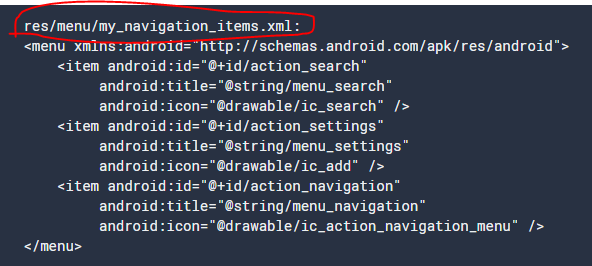 res/menu/my_navigation_items.xml:
<menu xmlns:android="http://schemas.android.com/apk/res/android">
    <item android:id="@+id/action_search"
          android:title="@string/menu_search"
          android:icon="@drawable/ic_search" />
    <item android:id="@+id/action_settings"
          android:title="@string/menu_settings"
          android:icon="@drawable/ic_add" />
    <item android:id="@+id/action_navigation"
          android:title="@string/menu_navigation"
          android:icon="@drawable/ic_action_navigation_menu" />
</menu>